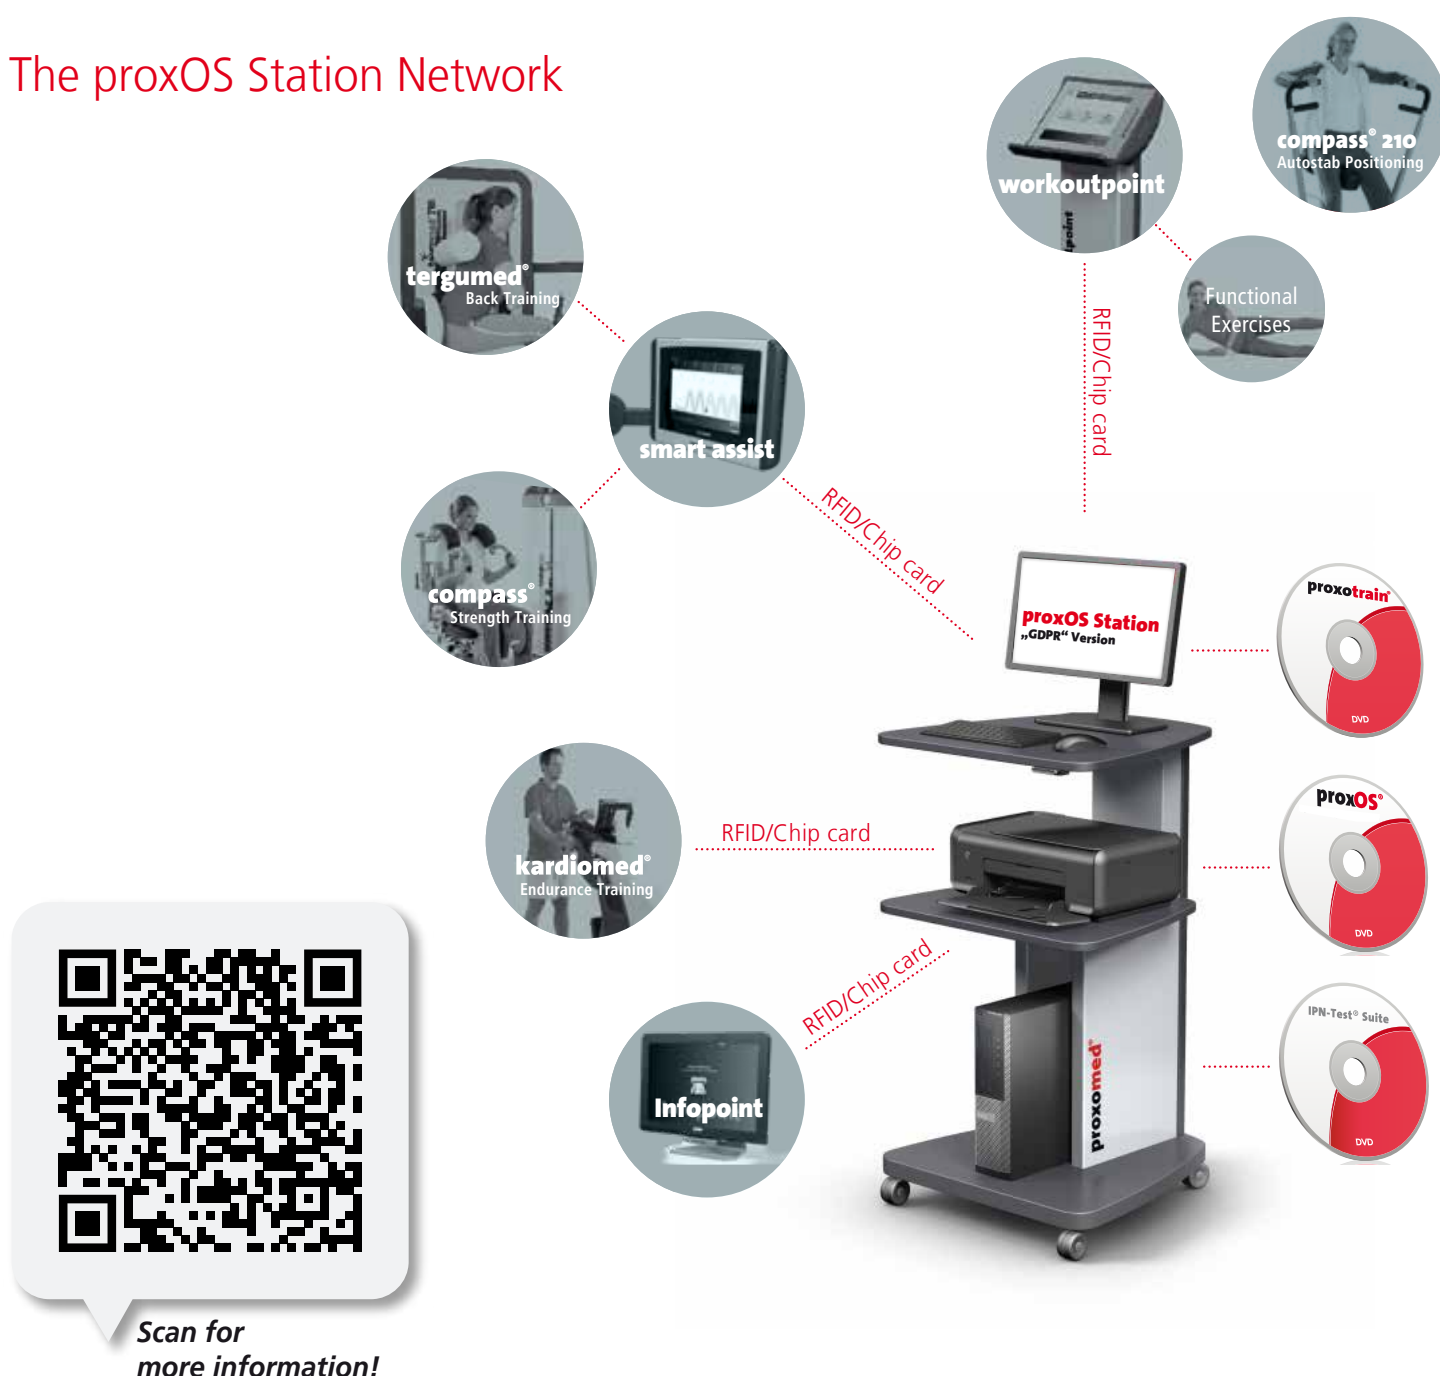 The proxOS Station Network
compass® 210
Autostab Positioning
workoutpoint
point
tergumed®
Back Training
Functional
Exercises
RFID/Chip card
smart assist
RFID/Chip card
compass®
Strength Training
proxOS Station
„GDPR“ Version
proxotrain®
DVD
kardiomed®
Endurance Training
RFID/Chip card
proxOS®
DVD
RFID/Chip card
Infopoint
proxomed®
IPN-Test® Suite
DVD
Scan for
more information!